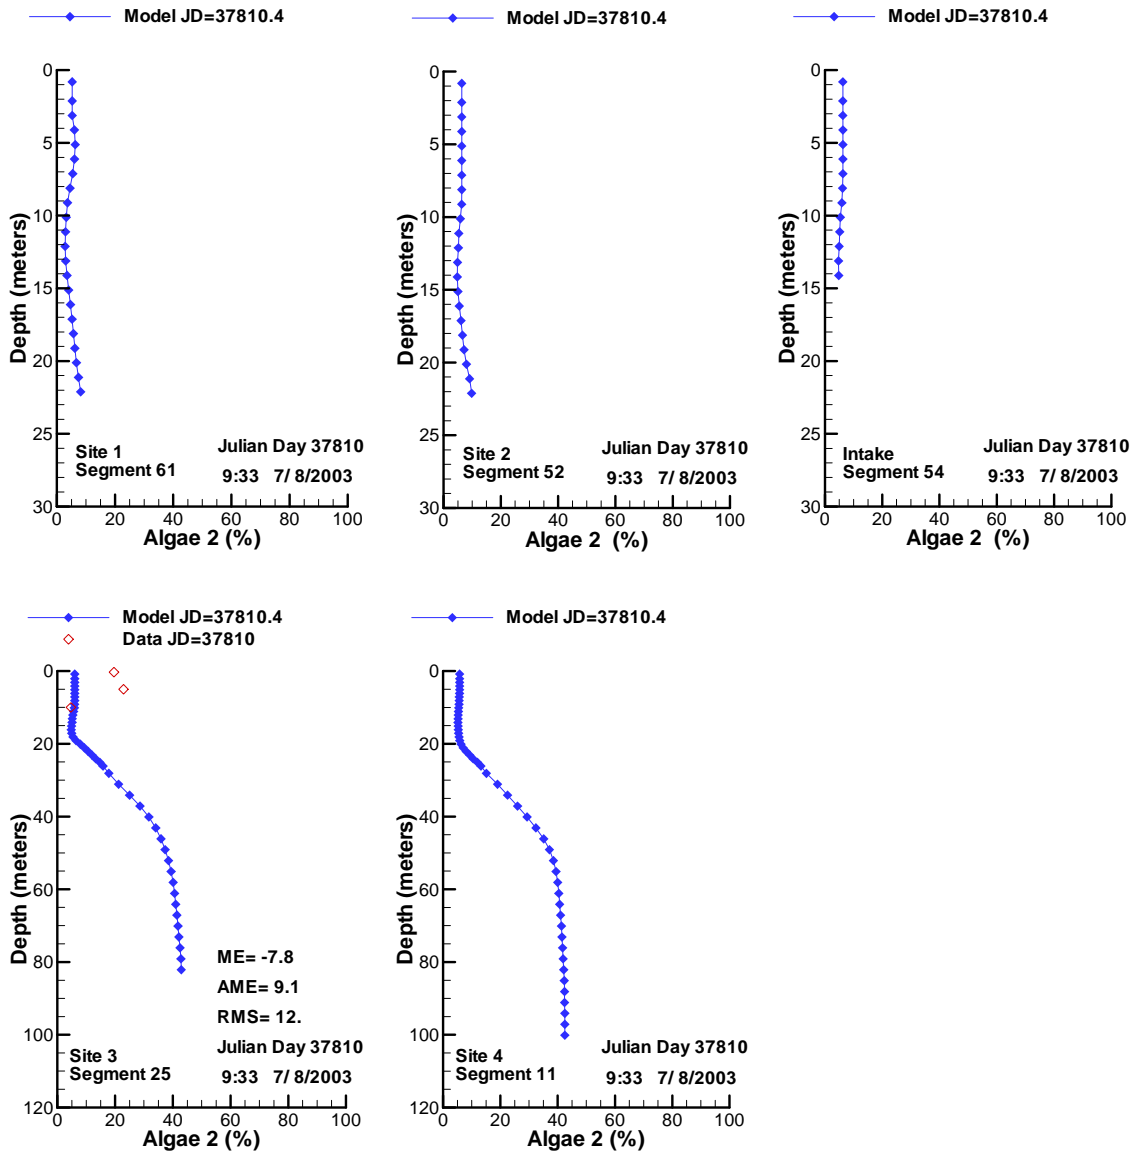 Model JD=37810.4
0
5
10
15
20
25
30
Depth (meters)
Site 1
Segment 61
Julian Day 37810
9:33 7/ 8/2003
0 20 40 60 80 100
Algae 2 (%)
Model JD=37810.4
0
5
10
15
20
25
30
Depth (meters)
Site 2
Segment 52
Julian Day 37810
9:33 7/ 8/2003
0 20 40 60 80 100
Algae 2 (%)
Model JD=37810.4
0
5
10
15
20
25
30
Depth (meters)
Intake
Segment 54
Julian Day 37810
9:33 7/ 8/2003
0 20 40 60 80 100
Algae 2 (%)
Model JD=37810.4
Data JD=37810
0
20
40
60
80
100
120
Depth (meters)
ME= -7.8
AME= 9.1
RMS= 12.
Site 3
Segment 25
Julian Day 37810
9:33 7/ 8/2003
0 20 40 60 80 100
Algae 2 (%)
Model JD=37810.4
0
20
40
60
80
100
120
Depth (meters)
Site 4
Segment 11
Julian Day 37810
9:33 7/ 8/2003
0 20 40 60 80 100
Algae 2 (%)